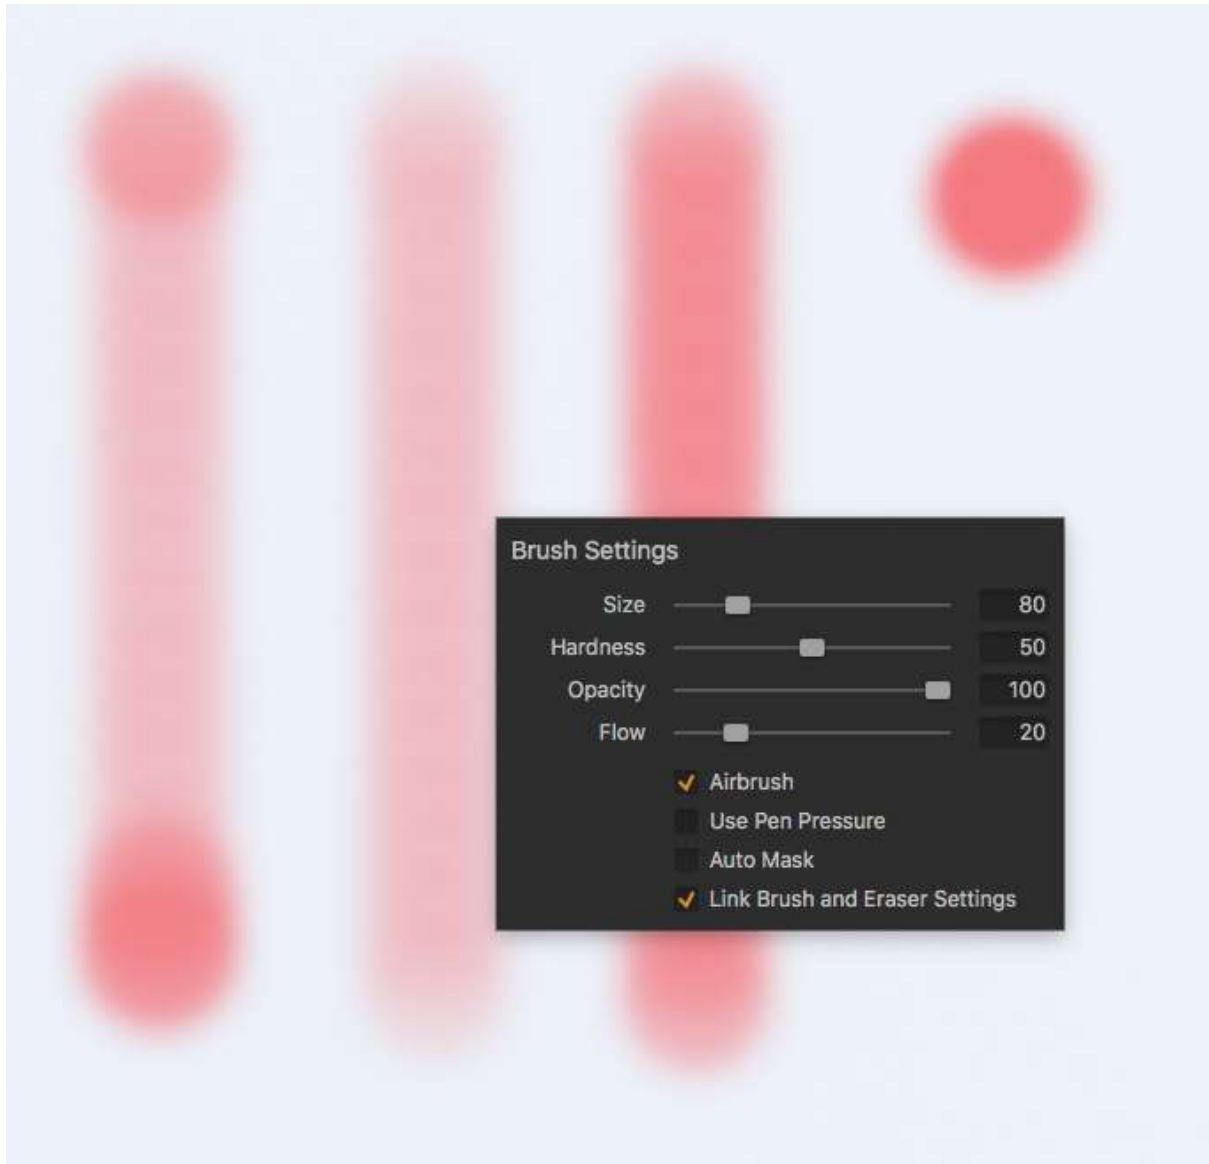 Brush Settings
Size 80
Hardness 50
Opacity 100
Flow 20
Airbrush
Use Pen Pressure
Auto Mask
Link Brush and Eraser Settings